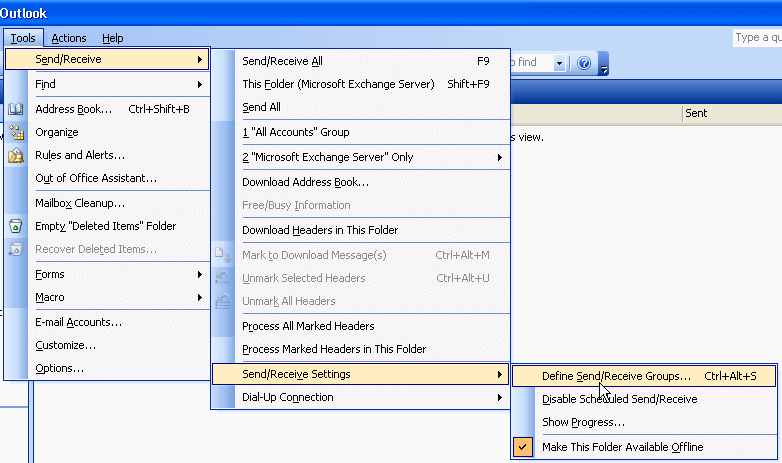 Outlook
Tools Actions Help
Type a qu
Send/Receive
Find
Address Book... Ctrl+Shift+B
Organize
Rules and Alerts...
Out of Office Assistant...
Mailbox Cleanup...
Empty "Deleted Items" Folder
Recover Deleted Items...
Forms
Macro
E-mail Accounts...
Customize...
Options...
Send/Receive All F9
This Folder (Microsoft Exchange Server) Shift+F9
Send All
1 "All Accounts" Group
2 "Microsoft Exchange Server" Only
Download Address Book...
Free/Busy Information
Download Headers in This Folder
Mark to Download Message(s) Ctrl+Alt+M
Unmark Selected Headers Ctrl+Alt+U
Unmark All Headers
Process All Marked Headers
Process Marked Headers in This Folder
Send/Receive Settings
Dial-Up Connection
o find
Sent
s view.
Define Send/Receive Groups... Ctrl+Alt+S
Disable Scheduled Send/Receive
Show Progress...
Make This Folder Available Offline